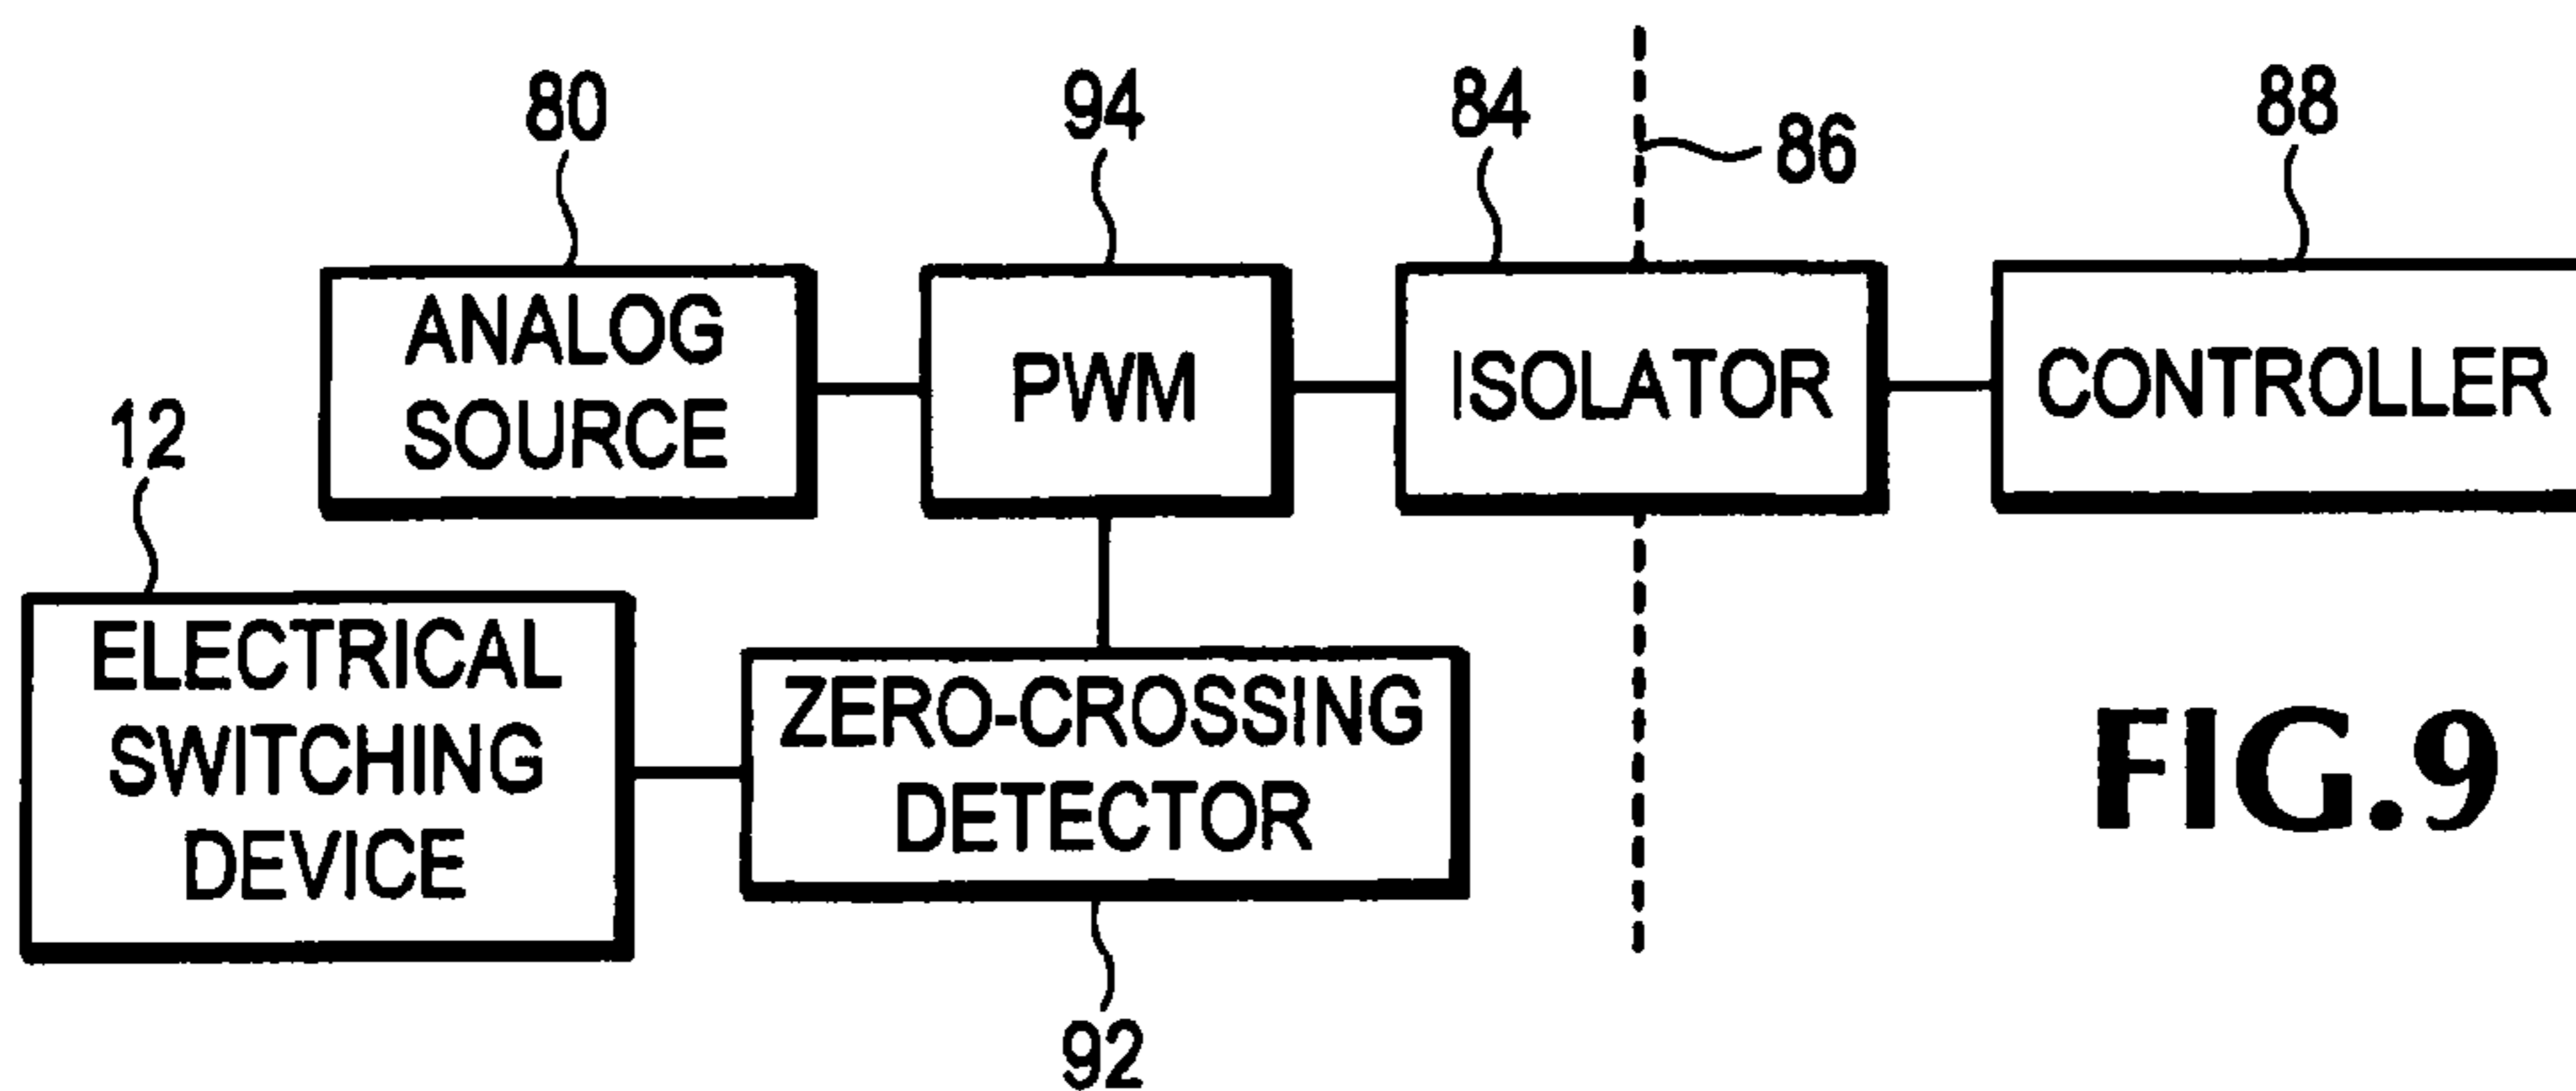 80
94
84
86
88
12
ANALOG
SOURCE
PWM
ISOLATOR
CONTROLLER
ELECTRICAL
SWITCHING
DEVICE
ZERO-CROSSING
DETECTOR
92
FIG.9